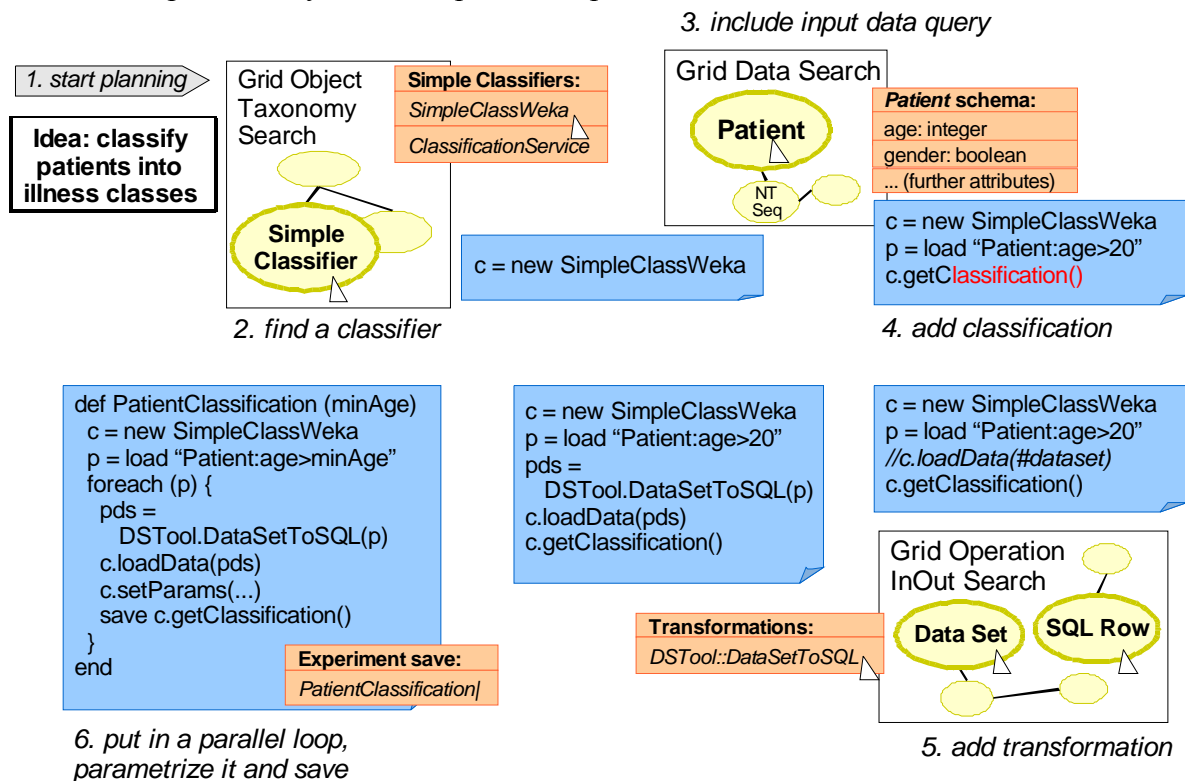 3. include input data query
1. start planning
Idea: classify
patients into
illness classes
Grid Object
Taxonomy
Search
Simple
Classifier
Simple Classifiers:
SimpleClassWeka
ClassificationService
2. find a classifier
c = new SimpleClassWeka
Grid Data Search
Patient
NT
Seq
Patient schema:
age: integer
gender: boolean
... (further attributes)
c = new SimpleClassWeka
p = load “Patient:age>20”
c.getClassification()
4. add classification
c = new SimpleClassWeka
p = load “Patient:age>20”
//c.loadData(#dataset)
c.getClassification()
Grid Operation
InOut Search
Data Set
SQL Row
5. add transformation
Transformations:
DSTool::DataSetToSQL
c = new SimpleClassWeka
p = load “Patient:age>20”
pds =
DSTool.DataSetToSQL(p)
c.loadData(pds)
c.getClassification()
def PatientClassification (minAge)
c = new SimpleClassWeka
p = load “Patient:age>minAge”
foreach (p) {
pds =
DSTool.DataSetToSQL(p)
c.loadData(pds)
c.setParams(...)
save c.getClassification()
}
end
Experiment save:
PatientClassification|
6. put in a parallel loop,
parametrize it and save